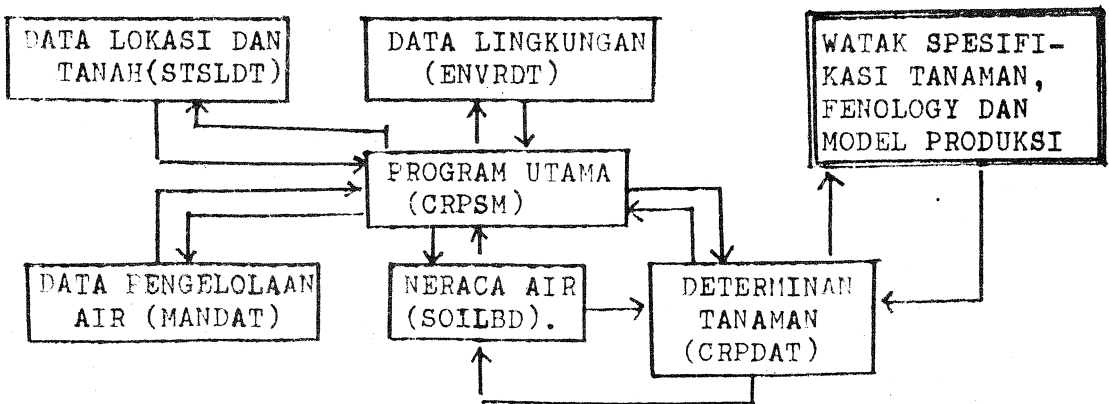 DATA LOKASI DAN
TANAH(STSLDT)
DATA LINGKUNGAN
(ENVRDT)
WATAK SPESIFI-
KASI TANAMAN,
FENOLOGY DAN
MODEL PRODUKSI
PROGRAM UTAMA
(CRPSM)
DATA PENGELOLAAN
AIR (MANDAT)
NERACA AIR
(SOILBD).
DETERMINAN
TANAMAN
(CRPDAT)